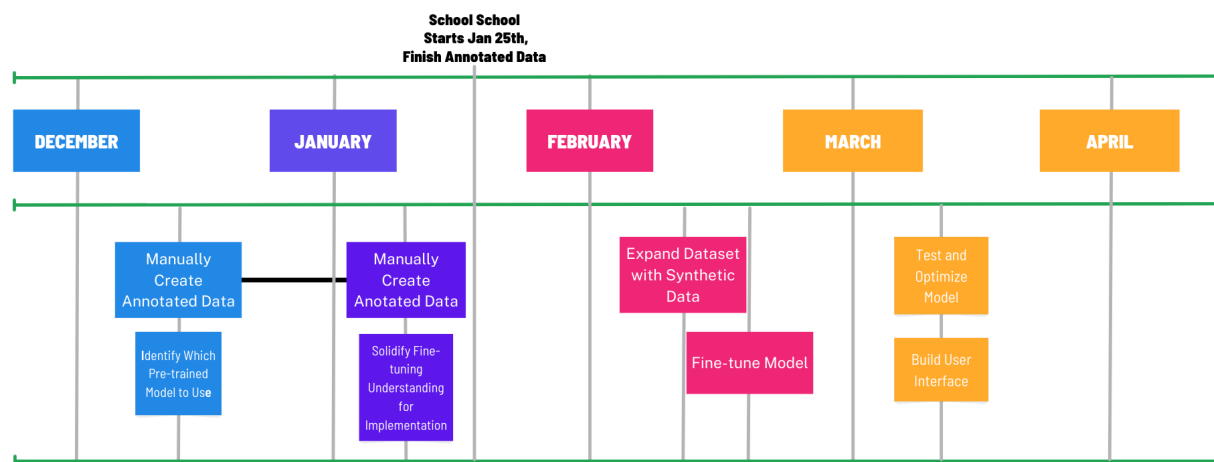 School School
Starts Jan 25th,
Finish Annotated Data
DECEMBER
JANUARY
FEBRUARY
MARCH
APRIL
Manually
Create
Annotated Data
Manually
Create
Anotated Data
Expand Dataset
with Synthetic
Data
Test and
Optimize
Model
Identify Which
Pre-trained
Model to Use
Solidify Fine-
tuning
Understanding
for
Implementation
Fine-tune Model
Build User
Interface